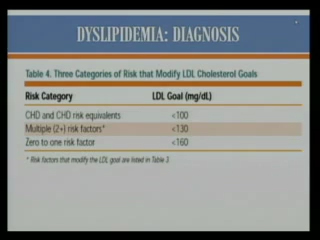 DYSLIPIDEMIA: DIAGNOSIS
Table 4. Three Categories of Risk that Modify LDL Cholesterol Goals
Risk Category LDL Goal (mg/dL)
CHD and CHD risk equivalents <100
Multiple (2+) risk factors* <130
Zero to one risk factor <160
* Risk factors that modify the LDL goal are listed in Table 3